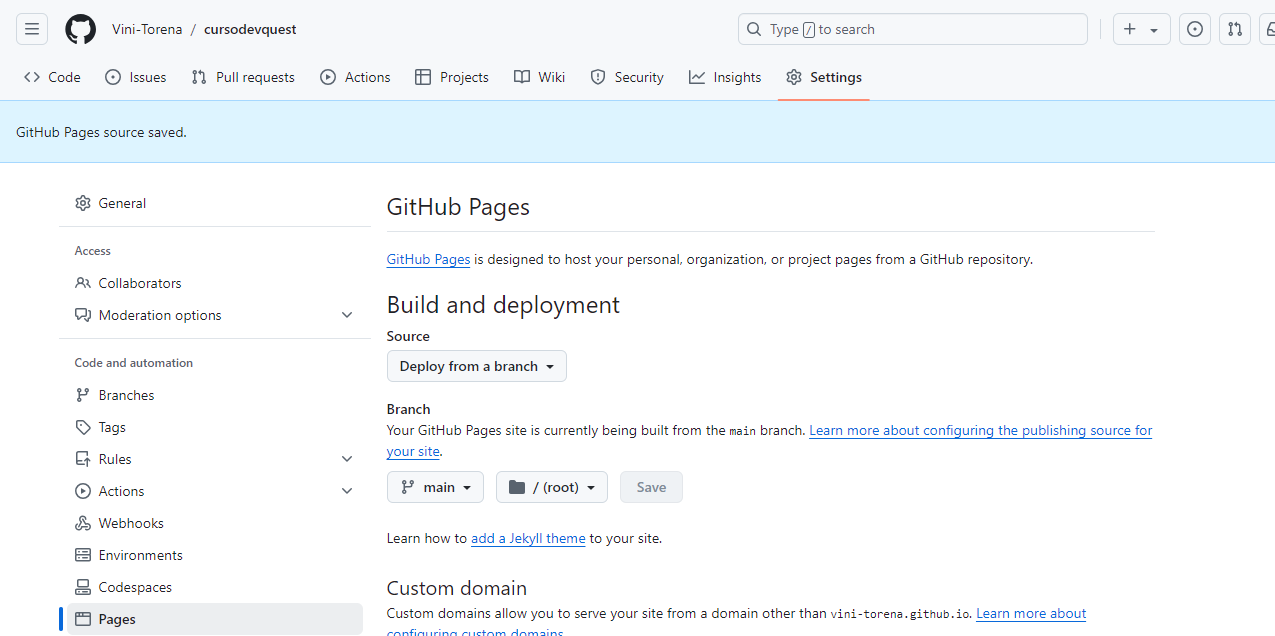 Vini-Torena / cursodevquest
Type / to search
Code Issues Pull requests Actions Projects Wiki Security Insights Settings
GitHub Pages source saved.
General
Access
Collaborators
Moderation options
Code and automation
Branches
Tags
Rules
Actions
Webhooks
Environments
Codespaces
Pages
GitHub Pages
GitHub Pages is designed to host your personal, organization, or project pages from a GitHub repository.
Build and deployment
Source
Deploy from a branch
Branch
Your GitHub Pages site is currently being built from the main branch. Learn more about configuring the publishing source for
your site.
main / (root) Save
Learn how to add a Jekyll theme to your site.
Custom domain
Custom domains allow you to serve your site from a domain other than vini-torena.github.io. Learn more about
configuring custom domains.